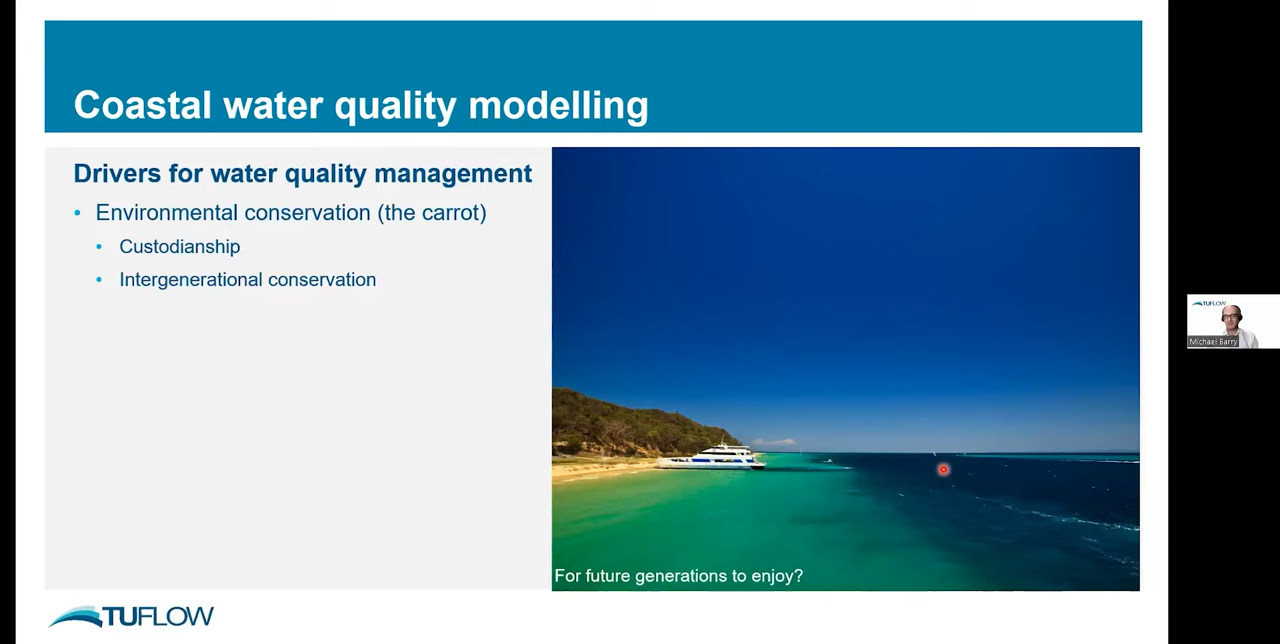 Coastal water quality modelling
Drivers for water quality management
• Environmental conservation (the carrot)
• Custodianship
• Intergenerational conservation
For future generations to enjoy?
TUFLOW
TUFLOW
Michael Barry